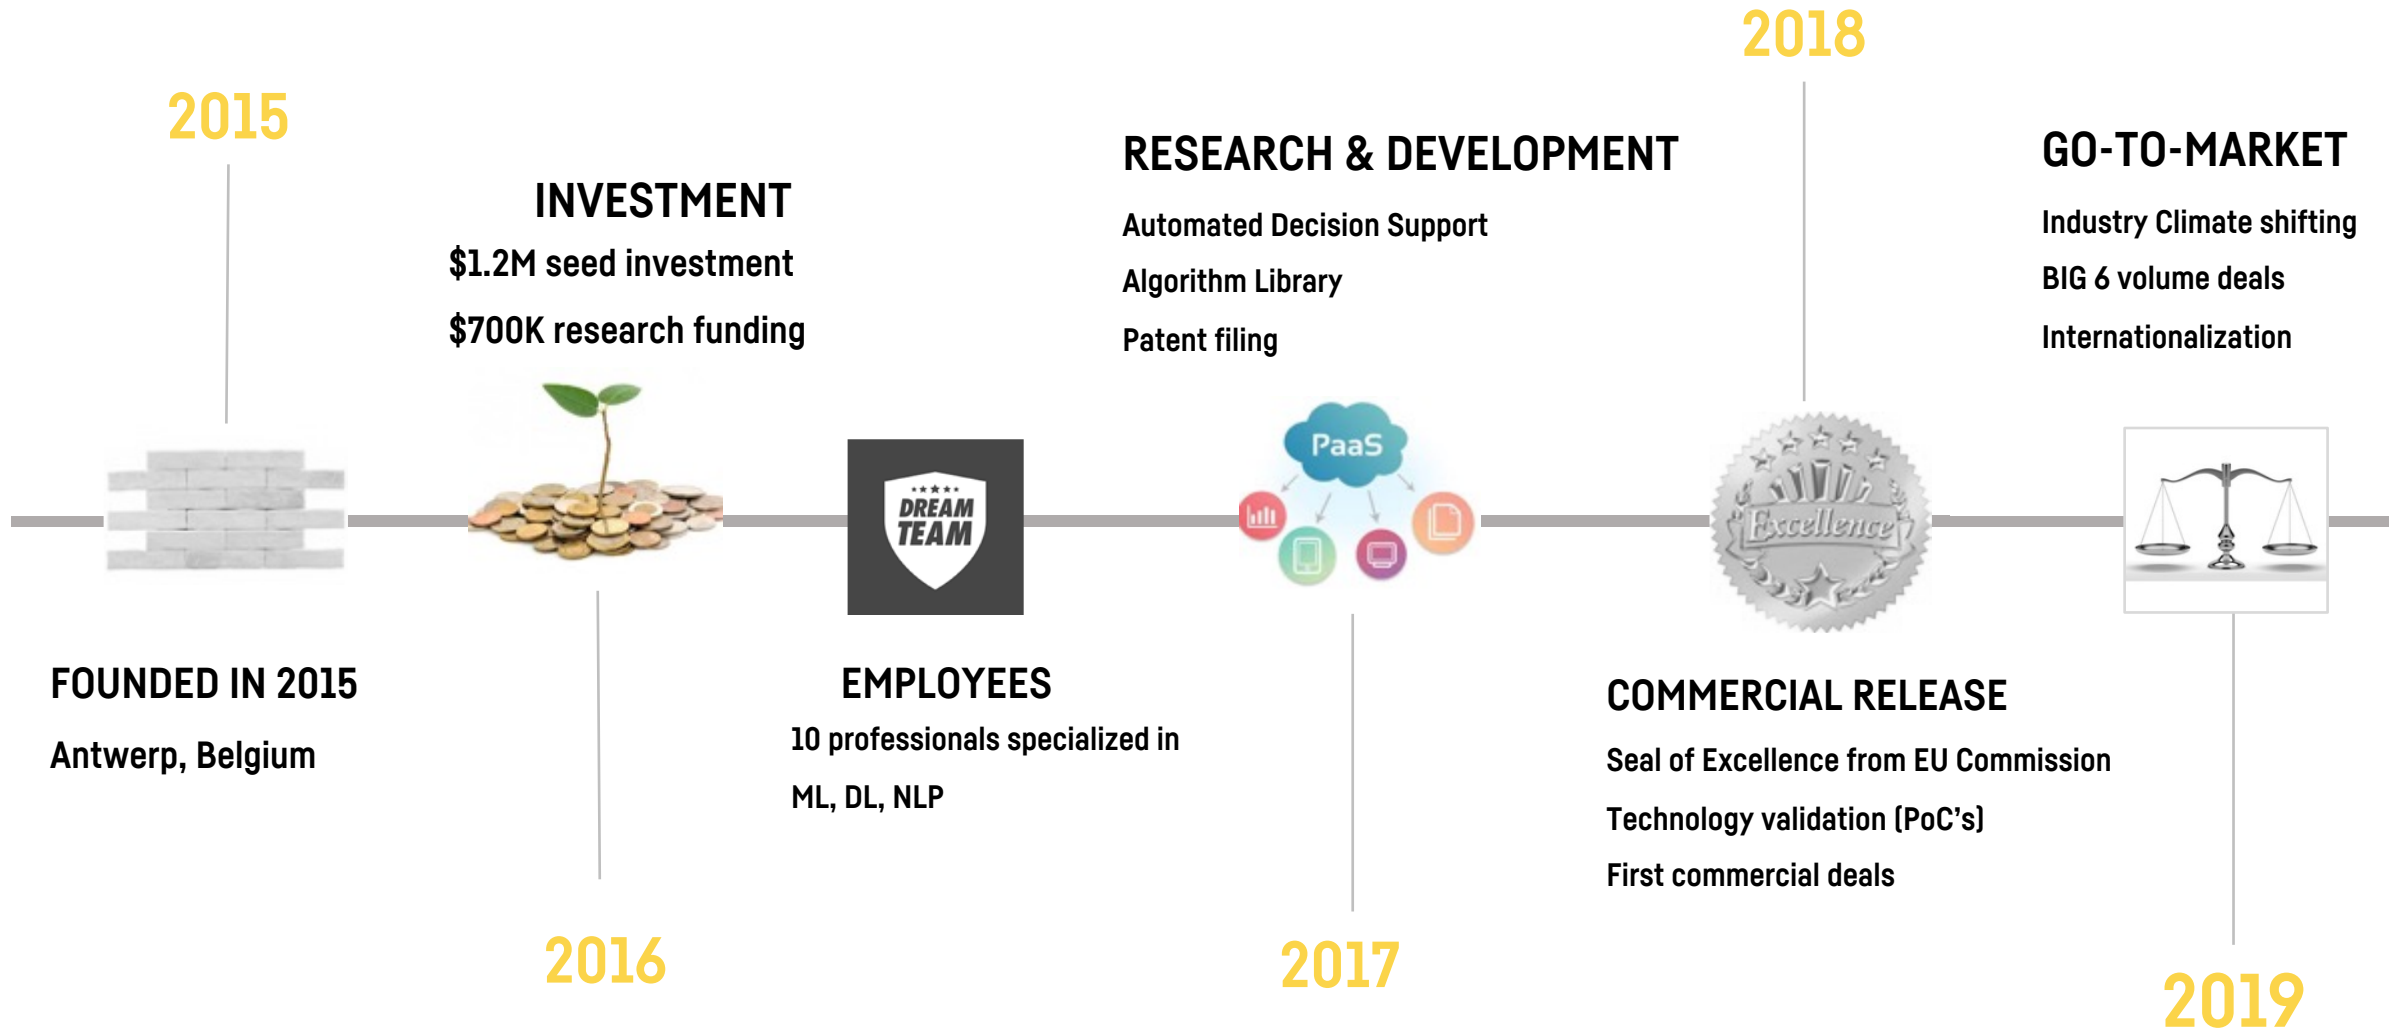 2015
FOUNDED IN 2015
Antwerp, Belgium
INVESTMENT
$1.2M seed investment
$700K research funding
2016
DREAM
TEAM
EMPLOYEES
10 professionals specialized in
ML, DL, NLP
RESEARCH & DEVELOPMENT
Automated Decision Support
Algorithm Library
Patent filing
PaaS
2017
2018
Excellence
COMMERCIAL RELEASE
Seal of Excellence from EU Commission
Technology validation (PoC’s)
First commercial deals
GO-TO-MARKET
Industry Climate shifting
BIG 6 volume deals
Internationalization
2019